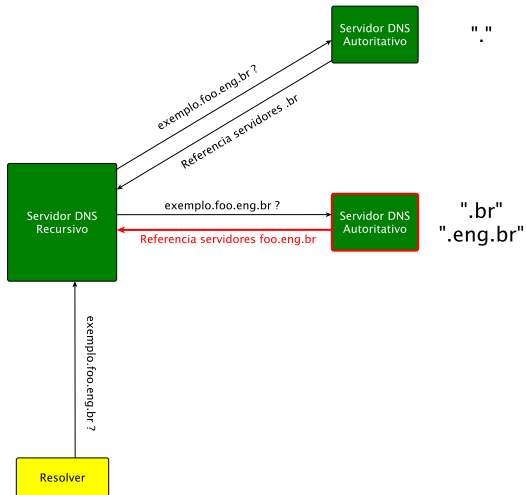 Servidor DNS
Autoritativo
"."
exemplo.foo.eng.br ?
Referencia servidores .br
Servidor DNS
Recursivo
exemplo.foo.eng.br ?
Referencia servidores foo.eng.br
Servidor DNS
Autoritativo
".br"
".eng.br"
exemplo.foo.eng.br ?
Resolver